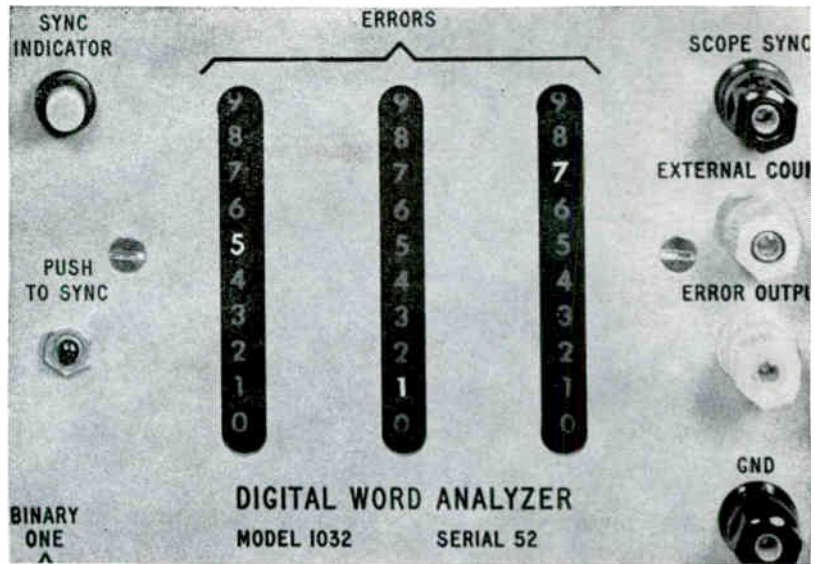 SYNC
INDICATOR
ERRORS
SCOPE SYNC
9 9 9
8 8 8
7 7 7
EXTERNAL COUN
6 6 6
5 5 5
PUSH
TO SYNC
4 4 4
ERROR OUTPU
3 3 3
2 2 2
1 1 1
0 0 0
GND
DIGITAL WORD ANALYZER
MODEL 1032 SERIAL 52
BINARY
ONE